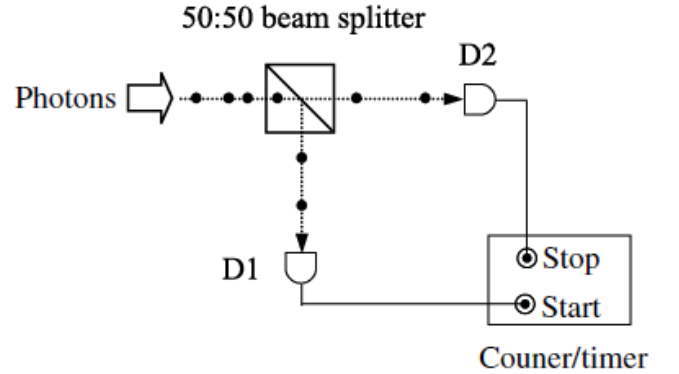 50:50 beam splitter
D2
Photons
D1
Stop
Start
Couner/timer